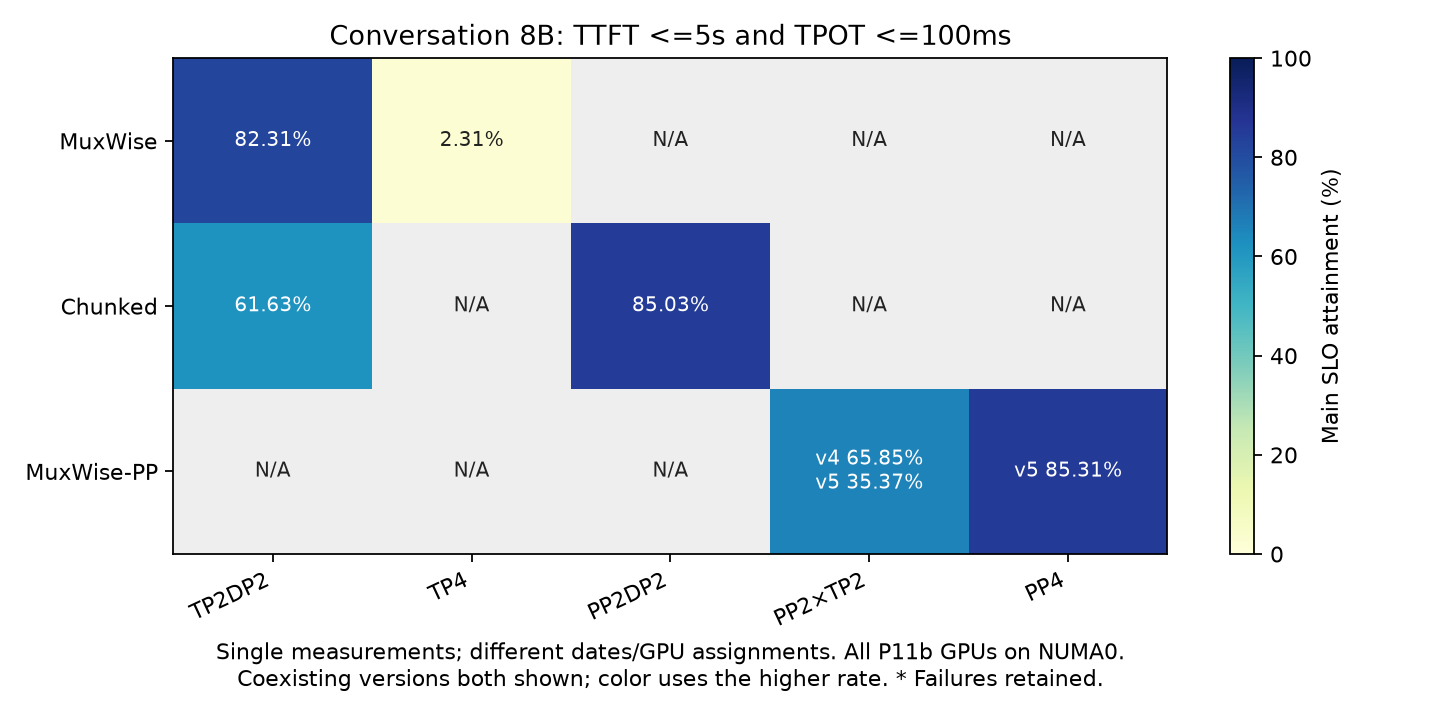 Conversation 8B: TTFT <=5s and TPOT <=100ms
MuxWise
82.31%
2.31%
N/A
N/A
N/A
Chunked
61.63%
N/A
85.03%
N/A
N/A
MuxWise-PP
N/A
N/A
N/A
v4 65.85%
v5 35.37%
v5 85.31%
TP2DP2
TP4
PP2DP2
PP2×TP2
PP4
100
80
60
40
20
0
Main SLO attainment (%)
Single measurements; different dates/GPU assignments. All P11b GPUs on NUMA0.
Coexisting versions both shown; color uses the higher rate. * Failures retained.